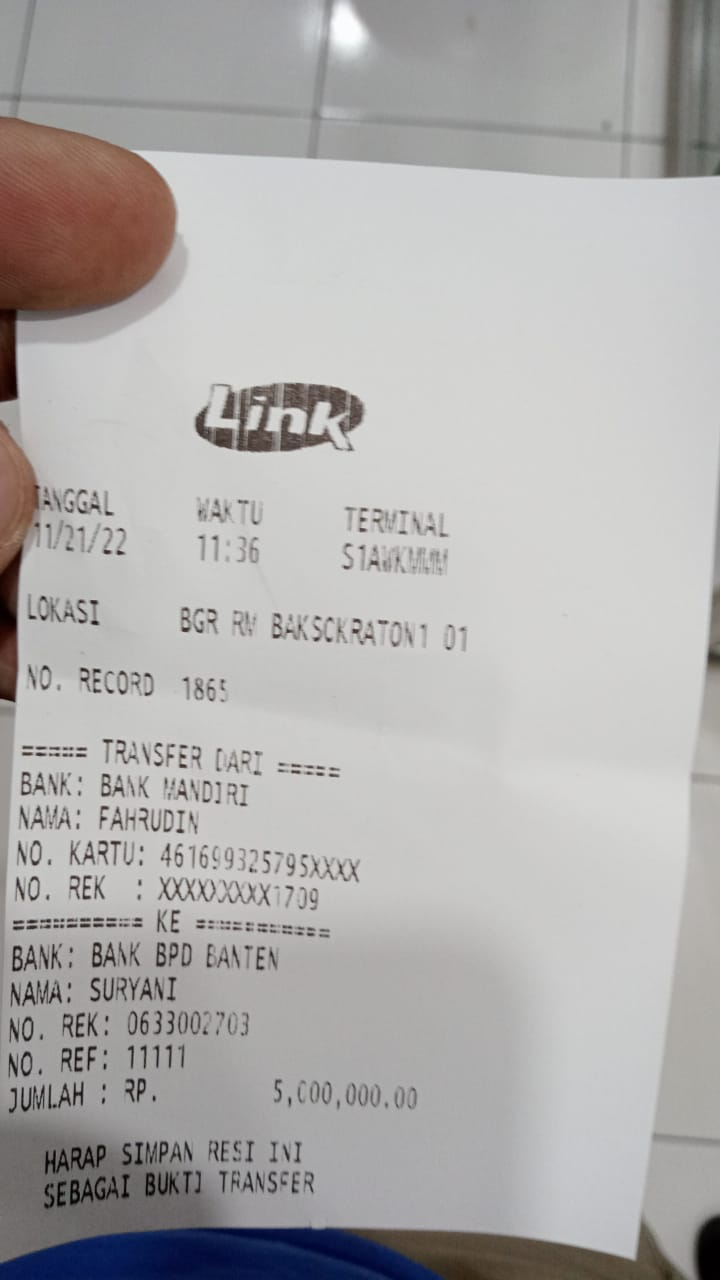 Link
TANGGAL WAKTU TERMINAL
11/21/22 11:36 S1AWKMMM
LOKASI BGR RM BAKSCKRATON1 01
NO. RECORD 1865
===== TRANSFER DARI =====
BANK: BANK MANDIRI
NAMA: FAHRUDIN
NO. KARTU: 461699325795XXXX
NO. REK : XXXXXXXXX1709
========== KE ============
BANK: BANK BPD BANTEN
NAMA: SURYANI
NO. REK: 0633002703
NO. REF: 11111
JUMLAH : RP. 5,000,000.00
HARAP SIMPAN RESI INI
SEBAGAI BUKTI TRANSFER